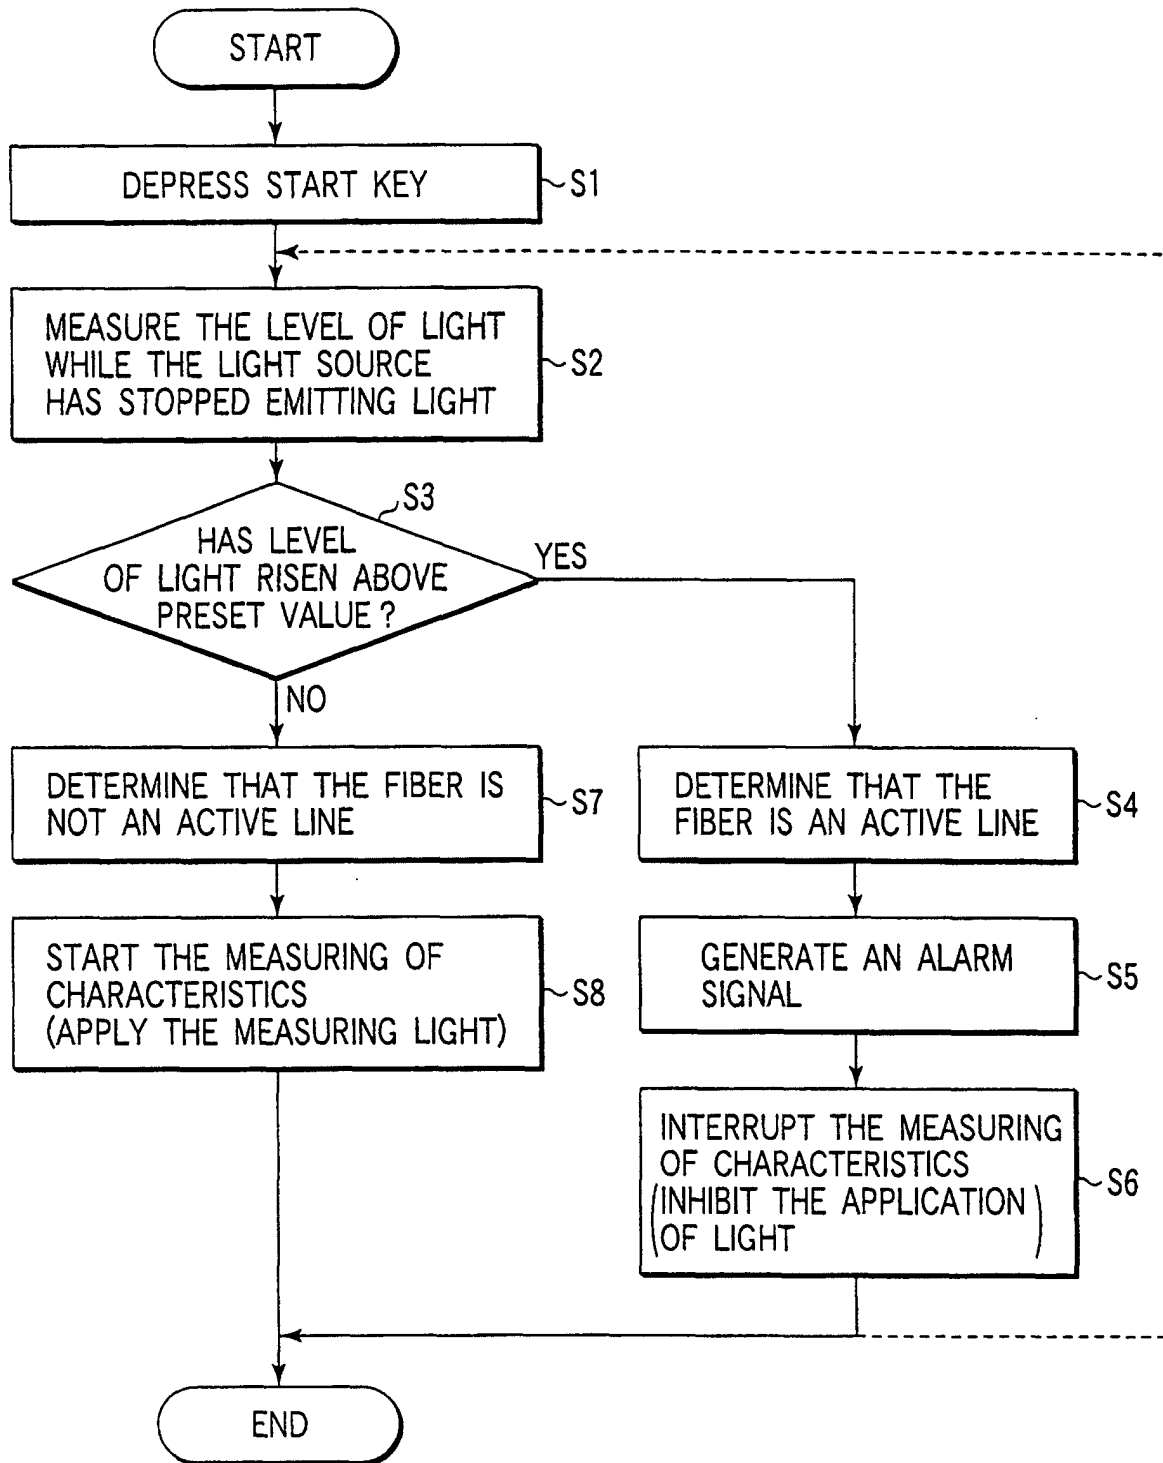 START
DEPRESS START KEY
S1
MEASURE THE LEVEL OF LIGHT
WHILE THE LIGHT SOURCE
HAS STOPPED EMITTING LIGHT
S2
S3
HAS LEVEL
OF LIGHT RISEN ABOVE
PRESET VALUE?
YES
NO
DETERMINE THAT THE FIBER IS
NOT AN ACTIVE LINE
S7
DETERMINE THAT THE
FIBER IS AN ACTIVE LINE
S4
START THE MEASURING OF
CHARACTERISTICS
(APPLY THE MEASURING LIGHT)
S8
GENERATE AN ALARM
SIGNAL
S5
INTERRUPT THE MEASURING
OF CHARACTERISTICS
(INHIBIT THE APPLICATION
OF LIGHT)
S6
END